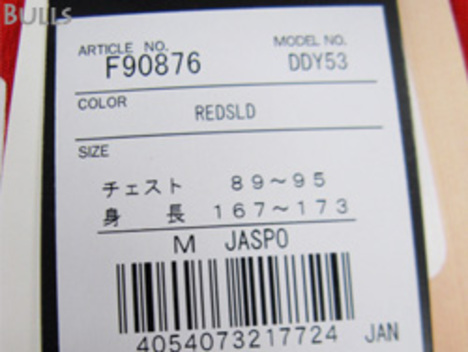 BULLS
ARTICLE NO. MODEL NO.
F90876 DDY53
COLOR
REDSLD
SIZE
チェスト 89~95
身長 167~173
M JASPO
4054073217724 JAN